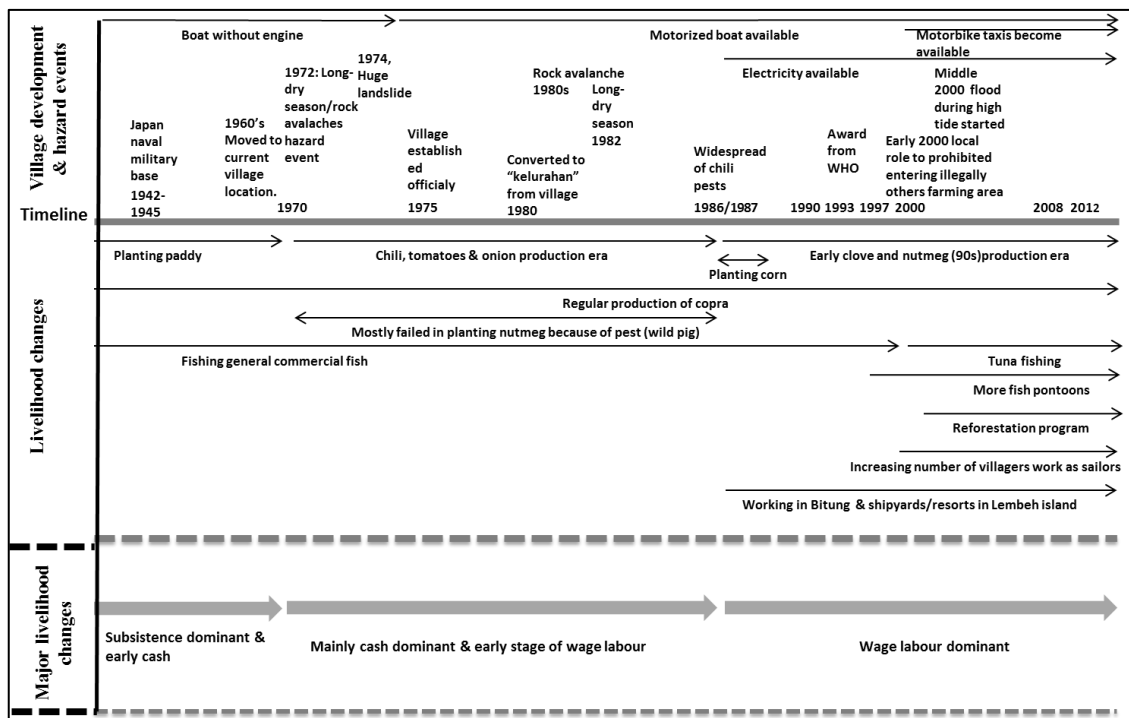 Village development
& hazard events
Boat without engine
Motorized boat available
Motorbike taxis become
available
Electricity available
Japan
naval
military
base
1942-
1945
1960’s
Moved to
current
village
location.
1972: Long-
dry
season/rock
avalaches
hazard
event
1974,
Huge
landslide
Village
establish
ed
officialy
Rock avalanche
1980s
Converted to
“kelurahan”
from village
Long-
dry
season
1982
Widespread
of chili
pests
Award
from
WHO
Middle
2000 flood
during high
tide started
Early 2000 local
role to prohibited
entering illegally
others farming area
Timeline
1970 1975 1980 1986/1987 1990 1993 1997 2000 2008 2012
Livelihood changes
Planting paddy
Chili, tomatoes & onion production era
Early clove and nutmeg (90s)production era
Planting corn
Regular production of copra
Mostly failed in planting nutmeg because of pest (wild pig)
Fishing general commercial fish
Tuna fishing
More fish pontoons
Reforestation program
Increasing number of villagers work as sailors
Working in Bitung & shipyards/resorts in Lembeh island
Major livelihood
changes
Subsistence dominant &
early cash
Mainly cash dominant & early stage of wage labour
Wage labour dominant